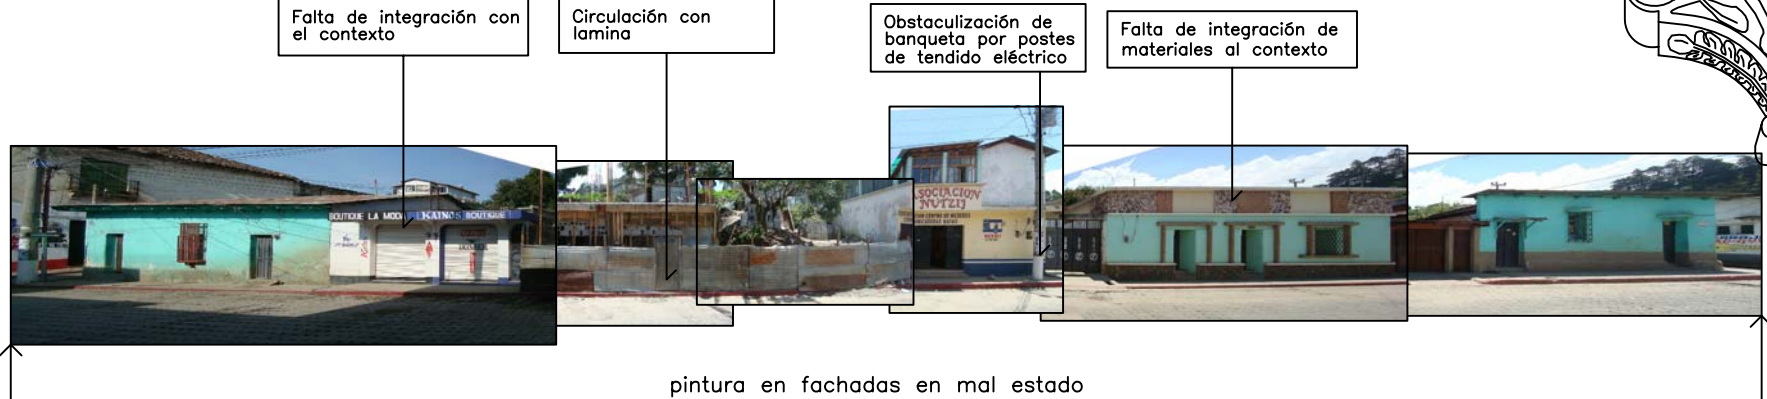 Falta de integración con
el contexto
Circulación con
lamina
Obstaculización de
banqueta por postes
de tendido eléctrico
Falta de integración de
materiales al contexto
BOUTIQUE LA MODA KAINOS BOUTIQUE
SOCIACION
NUTZIJ
pintura en fachadas en mal estado